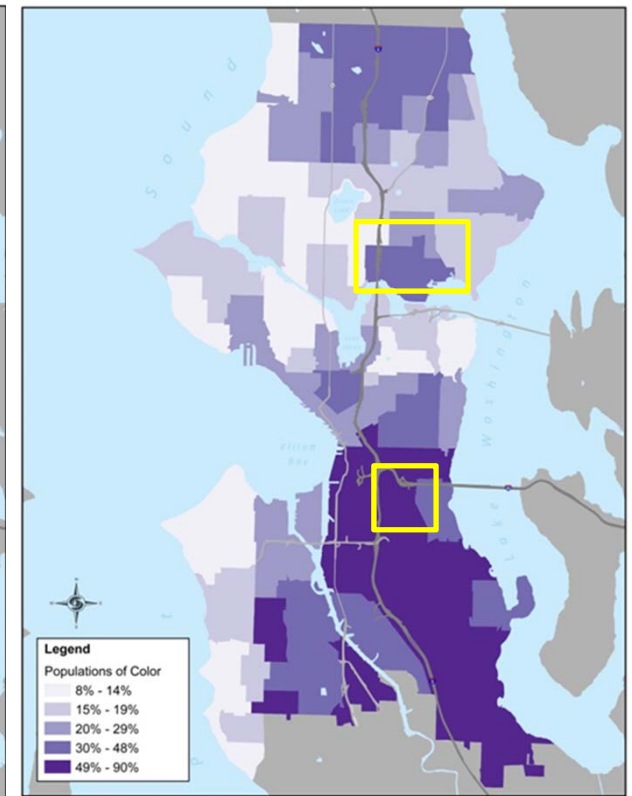 Sound
Elliott
Bay
Lake Washington
Legend
Populations of Color
8% - 14%
15% - 19%
20% - 29%
30% - 48%
49% - 90%